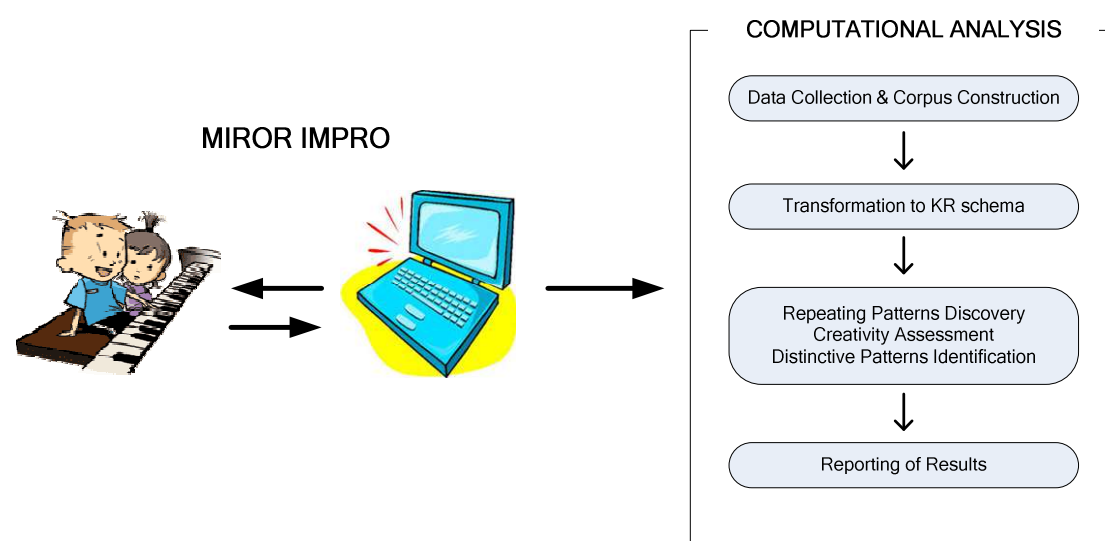 MIROR IMPRO
COMPUTATIONAL ANALYSIS
Data Collection & Corpus Construction
Transformation to KR schema
Repeating Patterns Discovery
Creativity Assessment
Distinctive Patterns Identification
Reporting of Results